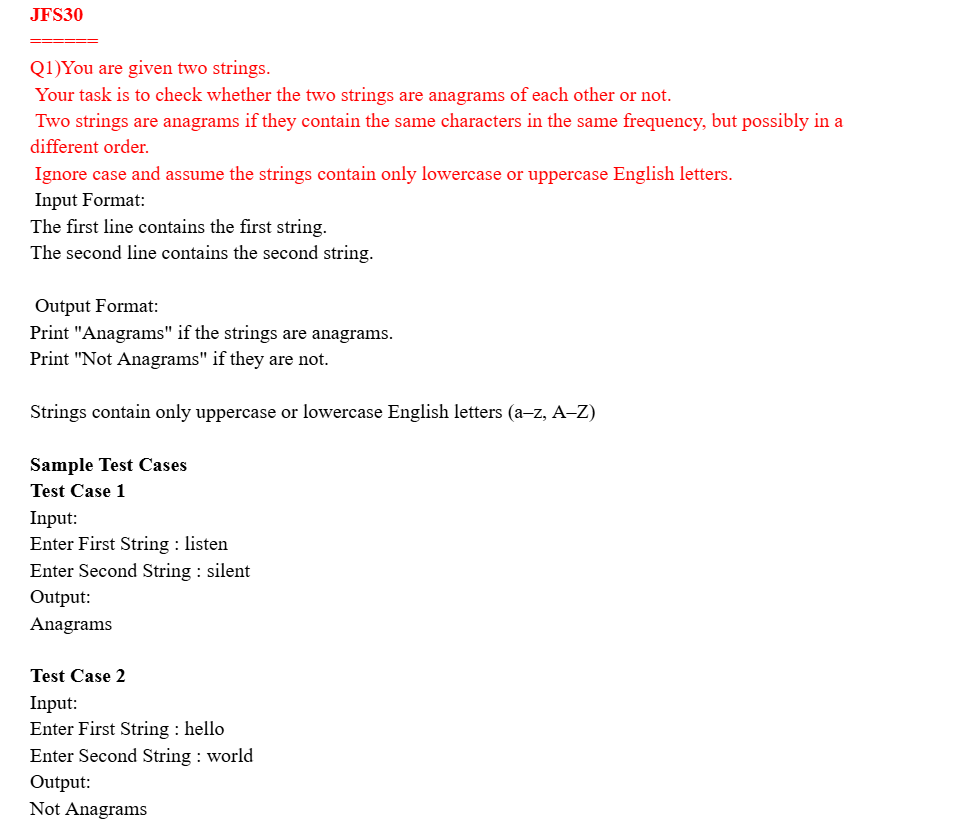 JFS30
======
Q1)You are given two strings.
Your task is to check whether the two strings are anagrams of each other or not.
Two strings are anagrams if they contain the same characters in the same frequency, but possibly in a
different order.
Ignore case and assume the strings contain only lowercase or uppercase English letters.
Input Format:
The first line contains the first string.
The second line contains the second string.
Output Format:
Print "Anagrams" if the strings are anagrams.
Print "Not Anagrams" if they are not.
Strings contain only uppercase or lowercase English letters (a–z, A–Z)
Sample Test Cases
Test Case 1
Input:
Enter First String : listen
Enter Second String : silent
Output:
Anagrams
Test Case 2
Input:
Enter First String : hello
Enter Second String : world
Output:
Not Anagrams